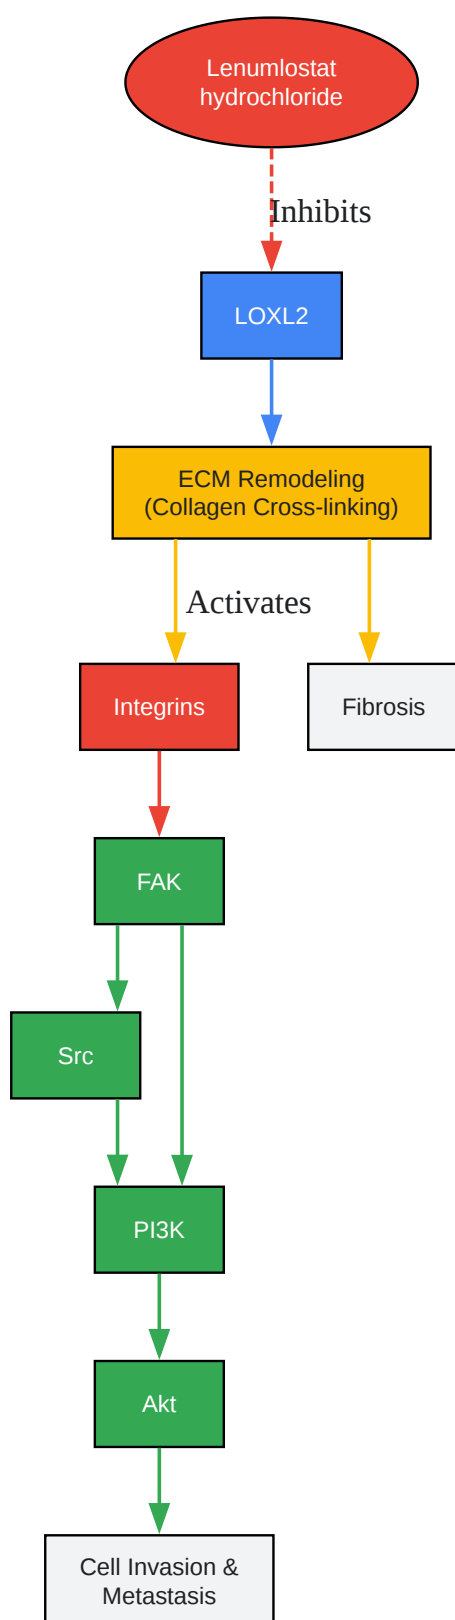 Lenumlostat
hydrochloride
Inhibits
LOXL2
ECM Remodeling
(Collagen Cross-linking)
Activates
Integrins
Fibrosis
FAK
Src
PI3K
Akt
Cell Invasion &
Metastasis